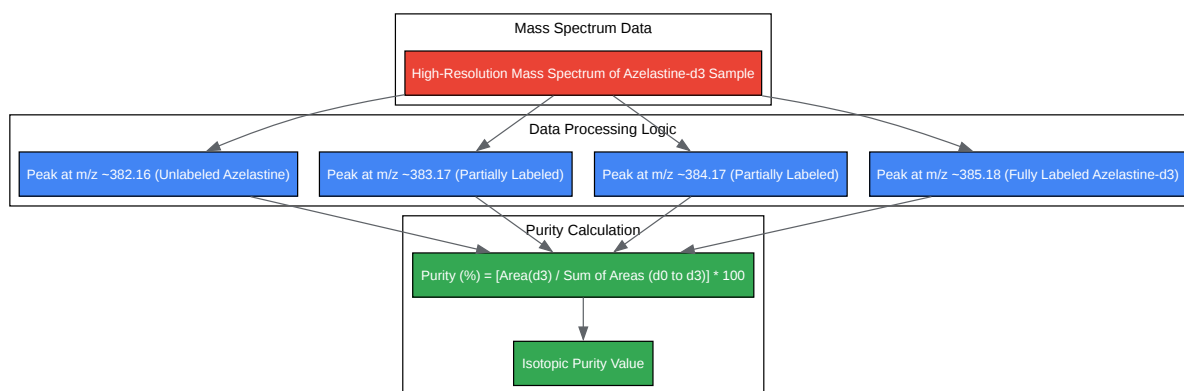 Mass Spectrum Data
High-Resolution Mass Spectrum of Azelastine-d3 Sample
Data Processing Logic
Peak at m/z ~382.16 (Unlabeled Azelastine)
Peak at m/z ~383.17 (Partially Labeled)
Peak at m/z ~384.17 (Partially Labeled)
Peak at m/z ~385.18 (Fully Labeled Azelastine-d3)
Purity Calculation
Purity (%) = [Area(d3) / Sum of Areas (d0 to d3)] * 100
Isotopic Purity Value